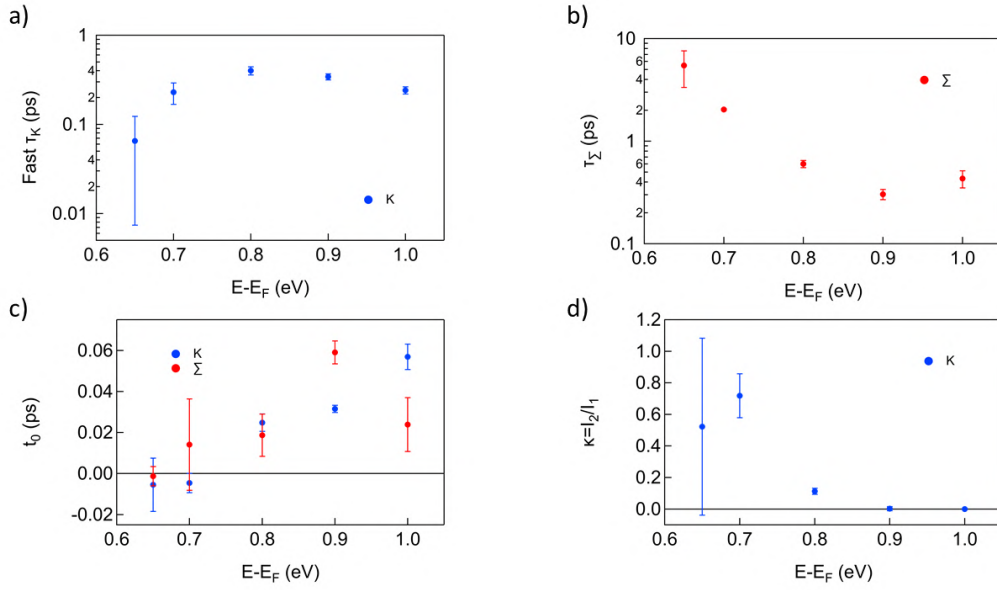 a)
Fast τK (ps)
1
4
2
0.1
4
2
0.01
K
0.6
0.7
0.8
0.9
1.0
E-EF (eV)
b)
τΣ (ps)
10
6
4
2
1
6
4
2
0.1
Σ
0.6
0.7
0.8
0.9
1.0
E-EF (eV)
c)
t0 (ps)
0.06
0.04
0.02
0.00
-0.02
K
Σ
0.6
0.7
0.8
0.9
1.0
E-EF (eV)
d)
κ=I2/I1
1.2
1.0
0.8
0.6
0.4
0.2
0.0
K
0.6
0.7
0.8
0.9
1.0
E-EF (eV)